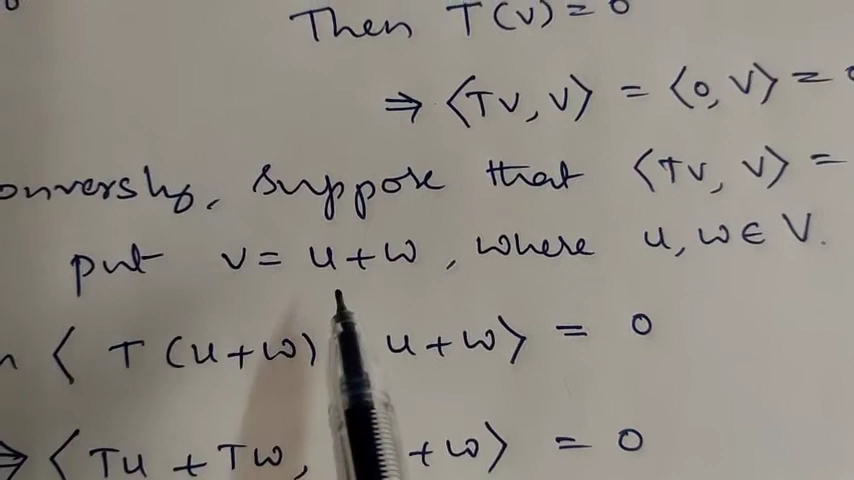 Then T(v) = 0
⇒ ⟨Tv, v⟩ = ⟨0, v⟩ =
onversly, suppose that ⟨Tv, v⟩ =
put v = u + w, where u, w ∈ V.
n ⟨ T(u+w) u+w⟩ = 0
⇒ ⟨Tu + Tw, +w⟩ = 0